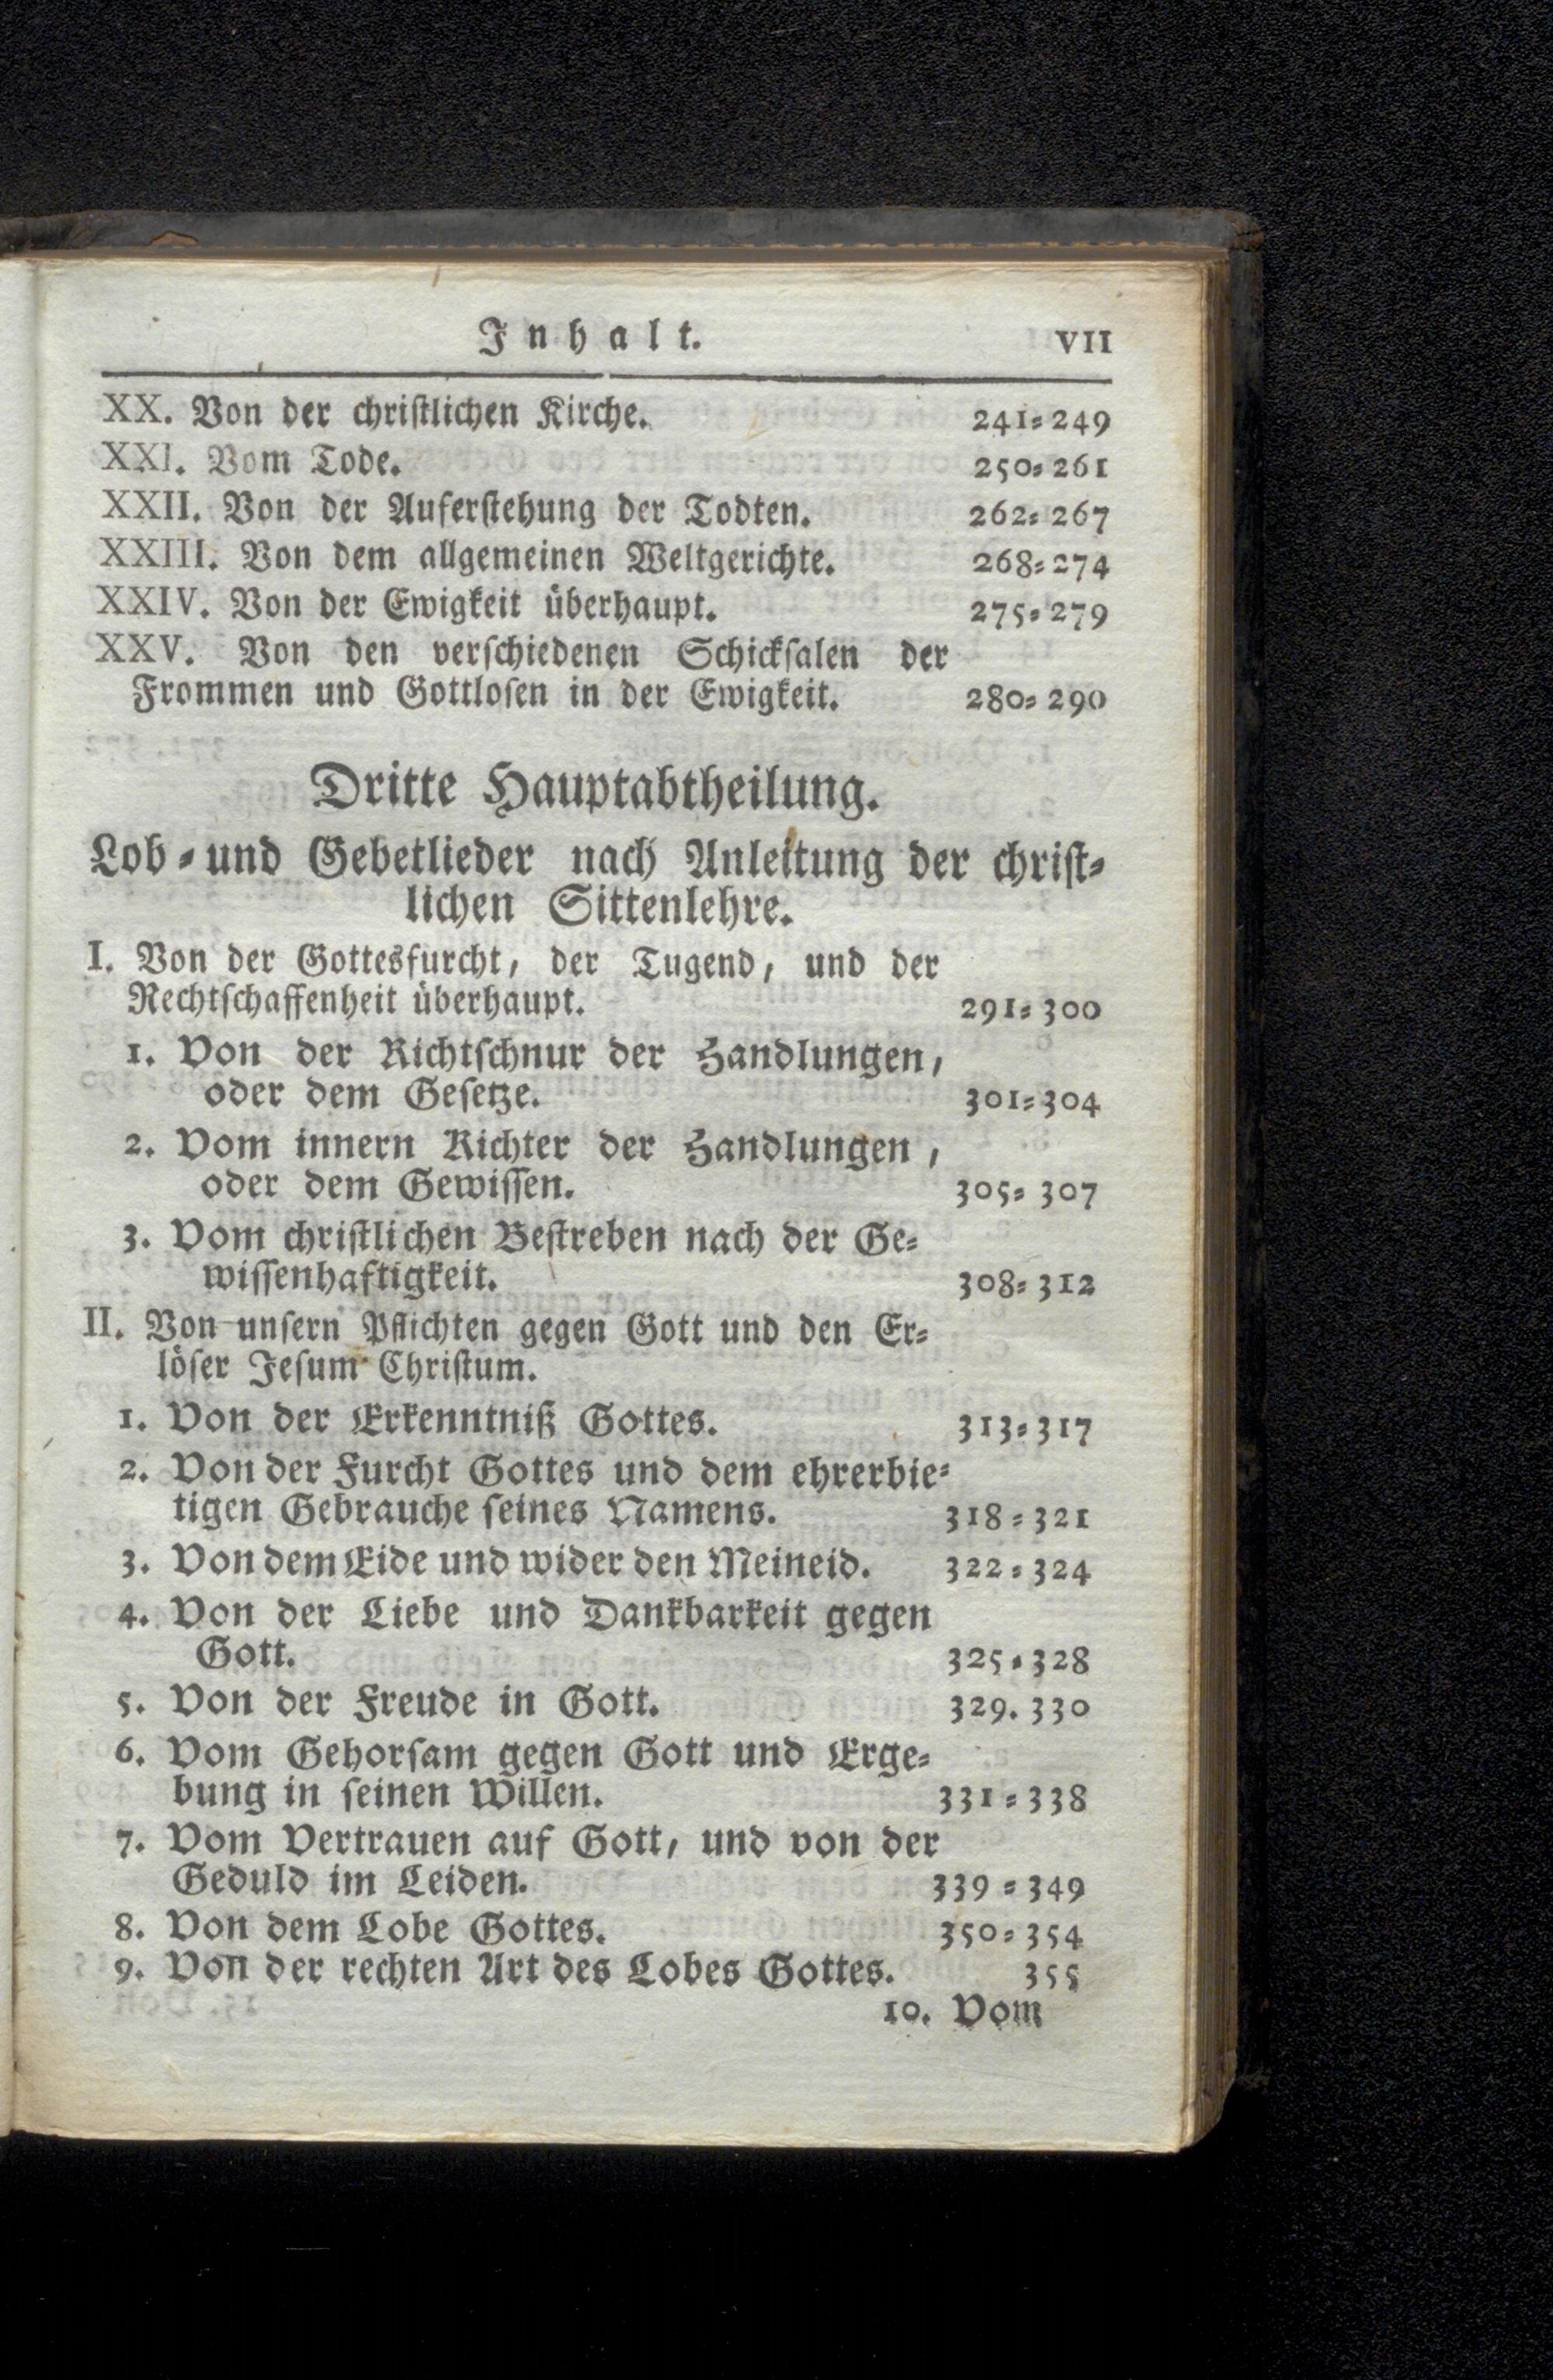 Inhalt. VII
XX. Von der chriſtlichen Kirche. 241⸗249
XXI. Vom Tode. 250⸗261
XXII. Von der Auferſtehung der Todten. 262⸗267
XXIII. Von dem allgemeinen Weltgerichte. 268⸗274
XXIV. Von der Ewigkeit überhaupt. 275⸗279
XXV. Von den verſchiedenen Schickſalen der
Frommen und Gottloſen in der Ewigkeit. 280⸗290
Dritte Hauptabtheilung.
Lob⸗und Gebetlieder nach Anleitung der chriſt⸗
lichen Sittenlehre.
I. Von der Gottesfurcht, der Tugend, und der
Rechtſchaffenheit überhaupt. 291⸗300
1. Von der Richtſchnur der Handlungen,
oder dem Geſetze. 301⸗304
2. Vom innern Richter der Handlungen,
oder dem Gewiſſen. 305⸗307
3. Vom chriſtlichen Beſtreben nach der Ge⸗
wiſſenhaftigkeit. 308⸗312
II. Von unſern Pflichten gegen Gott und den Er⸗
löſer Jeſum Chriſtum.
1. Von der Erkenntniß Gottes. 313⸗317
2. Von der Furcht Gottes und dem ehrerbie⸗
tigen Gebrauche ſeines Namens. 318⸗321
3. Von dem Eide und wider den Meineid. 322⸗324
4. Von der Liebe und Dankbarkeit gegen
Gott. 325⸗328
5. Von der Freude in Gott. 329. 330
6. Vom Gehorſam gegen Gott und Erge⸗
bung in ſeinen Willen. 331⸗338
7. Vom Vertrauen auf Gott, und von der
Geduld im Leiden. 339⸗349
8. Von dem Lobe Gottes. 350⸗354
9. Von der rechten Art des Lobes Gottes. 355
10. Vom